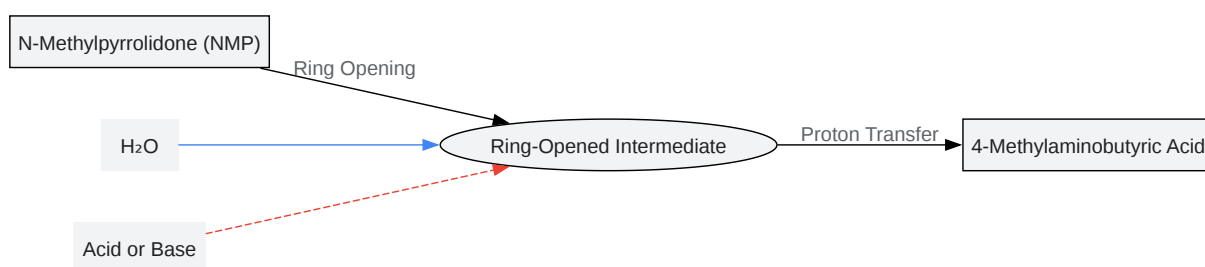 N-Methylpyrrolidone (NMP)
Ring Opening
H₂O
Ring-Opened Intermediate
Proton Transfer
4-Methylaminobutyric Acid
Acid or Base